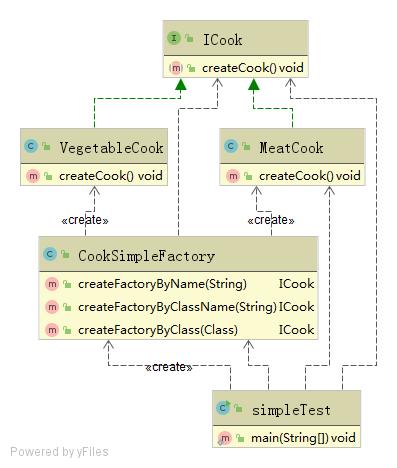 I ICook
m createCook() void
C VegetableCook
m createCook() void
C MeatCook
m createCook() void
«create»
«create»
C CookSimpleFactory
m createFactoryByName(String) ICook
m createFactoryByClassName(String) ICook
m createFactoryByClass(Class) ICook
«create»
C simpleTest
m main(String[]) void
Powered by yFiles